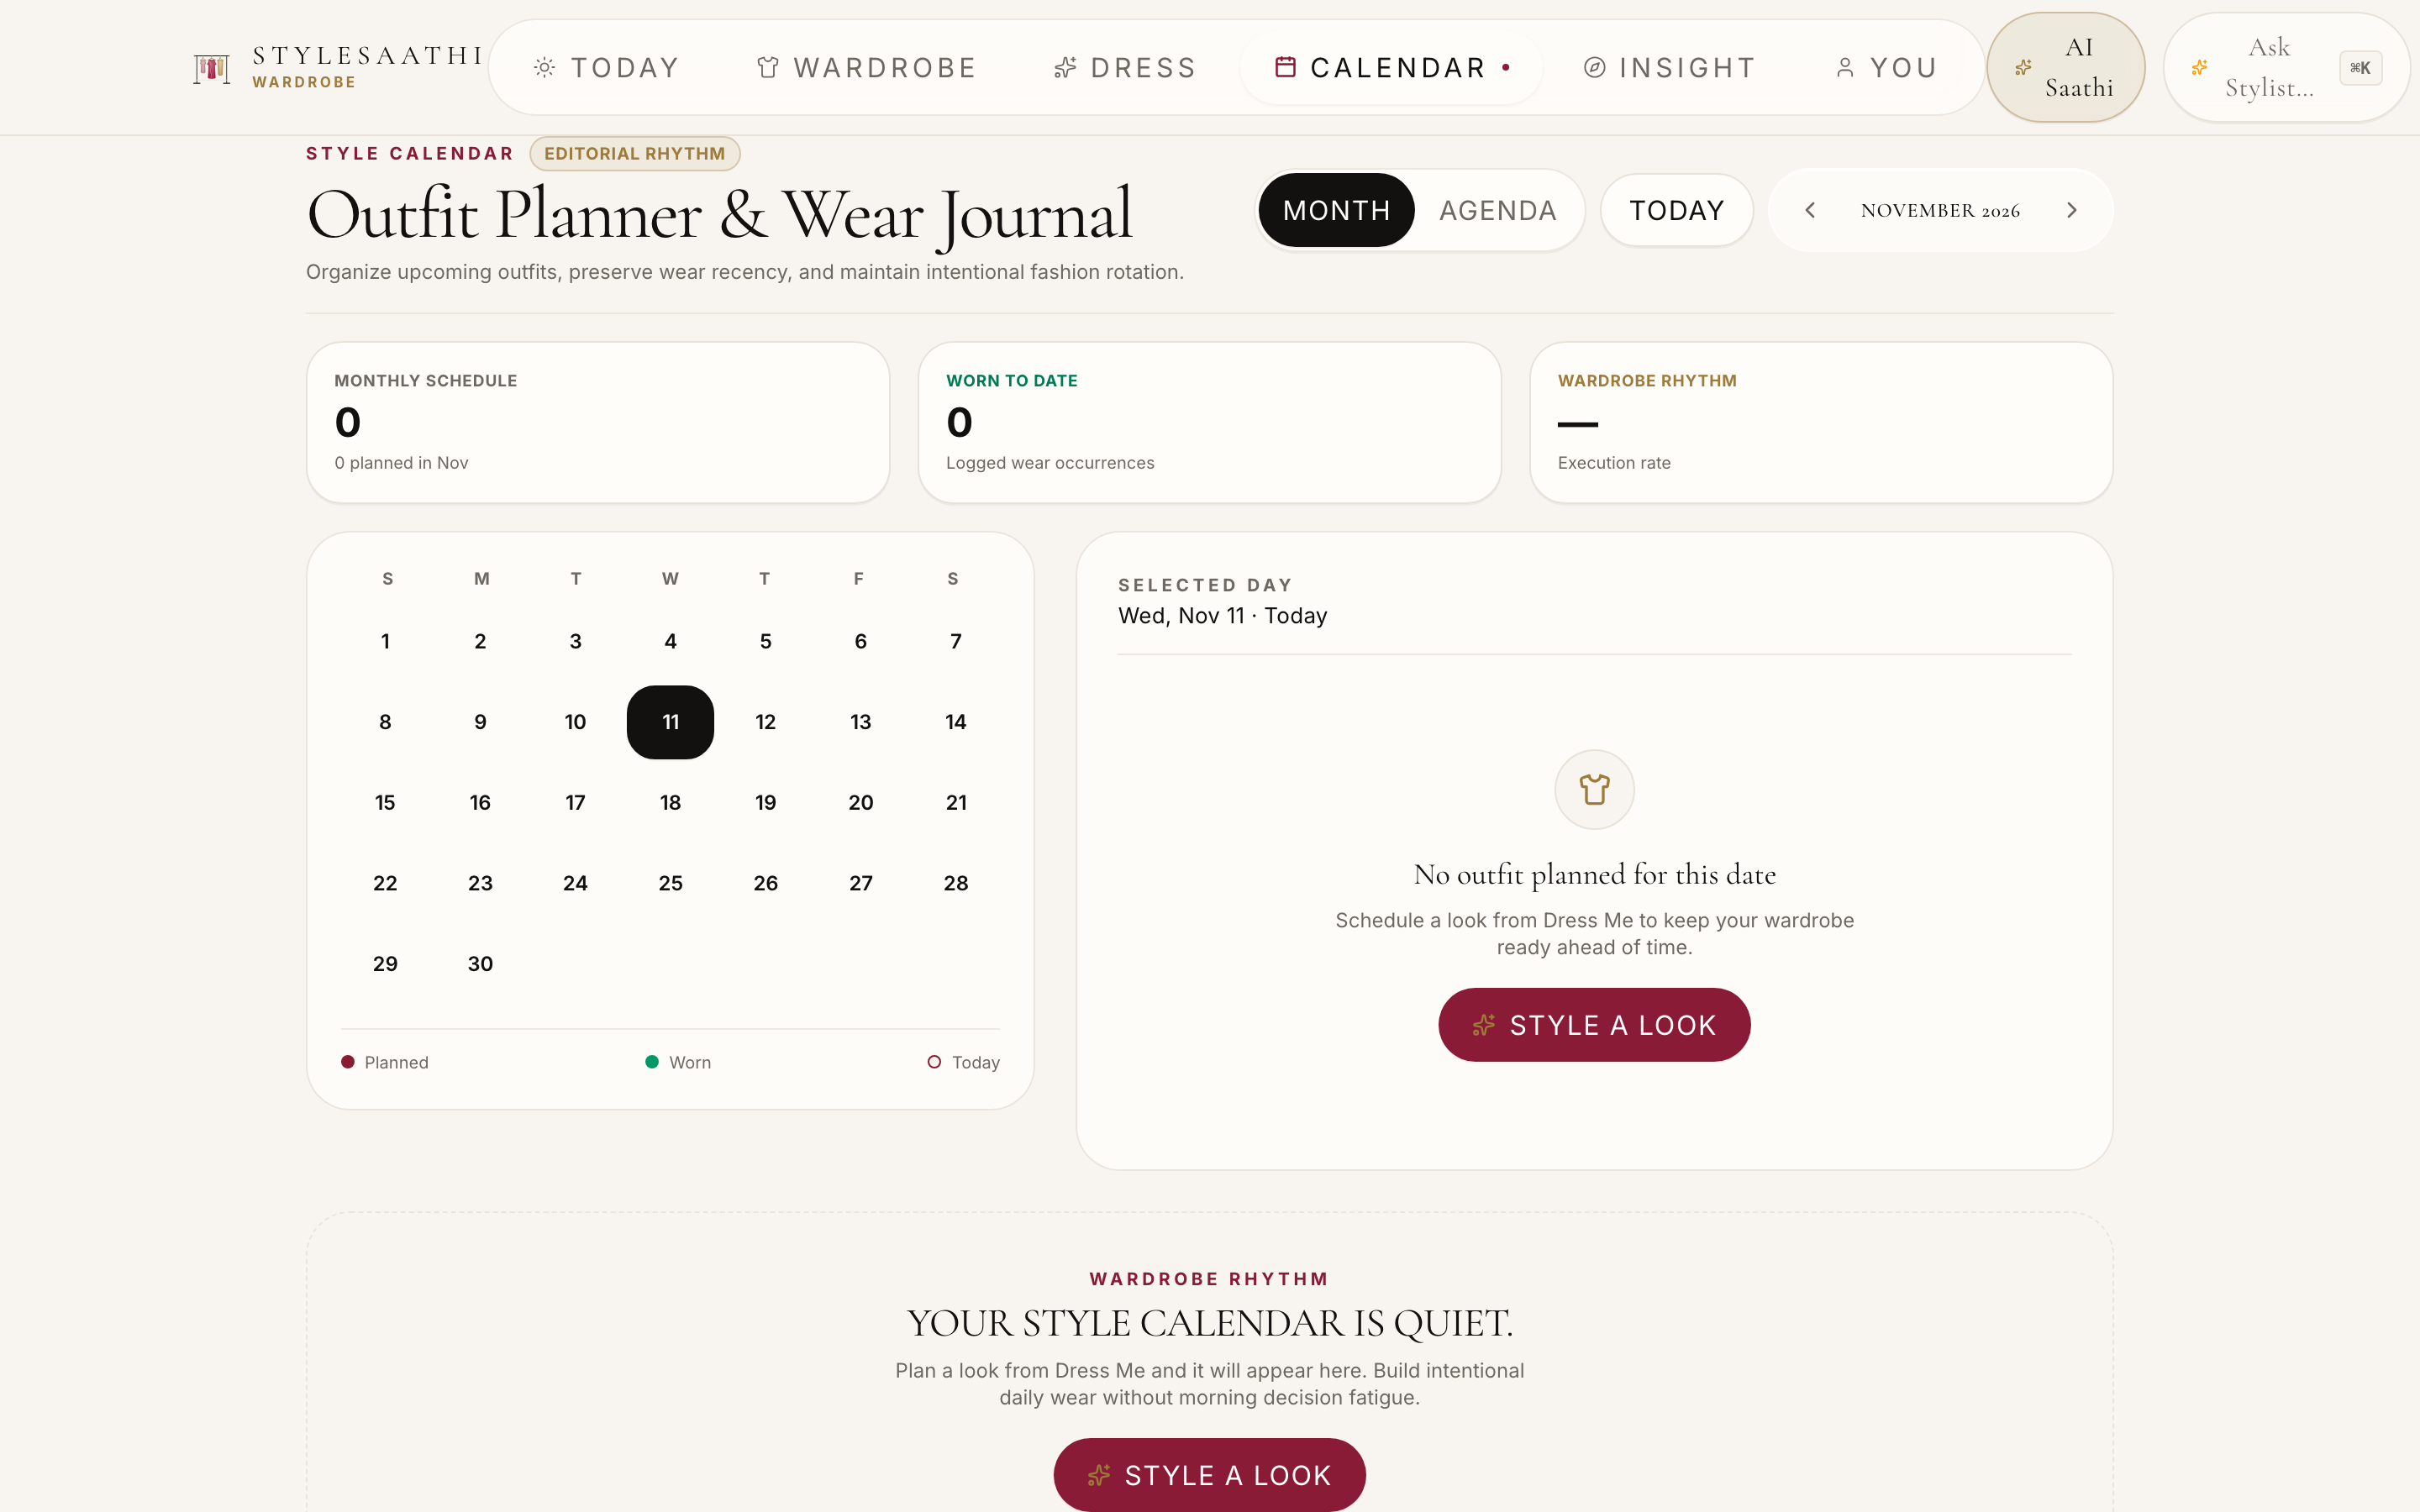 STYLESAATHI
WARDROBE
TODAY
WARDROBE
DRESS
CALENDAR
INSIGHT
YOU
AI
Saathi
Ask
Stylist...
⌘K
STYLE CALENDAR
EDITORIAL RHYTHM
Outfit Planner & Wear Journal
Organize upcoming outfits, preserve wear recency, and maintain intentional fashion rotation.
MONTH
AGENDA
TODAY
NOVEMBER 2026
MONTHLY SCHEDULE
0
0 planned in Nov
WORN TO DATE
0
Logged wear occurrences
WARDROBE RHYTHM
—
Execution rate
S M T W T F S
1 2 3 4 5 6 7
8 9 10 11 12 13 14
15 16 17 18 19 20 21
22 23 24 25 26 27 28
29 30
Planned
Worn
Today
SELECTED DAY
Wed, Nov 11 · Today
No outfit planned for this date
Schedule a look from Dress Me to keep your wardrobe
ready ahead of time.
STYLE A LOOK
WARDROBE RHYTHM
YOUR STYLE CALENDAR IS QUIET.
Plan a look from Dress Me and it will appear here. Build intentional
daily wear without morning decision fatigue.
STYLE A LOOK